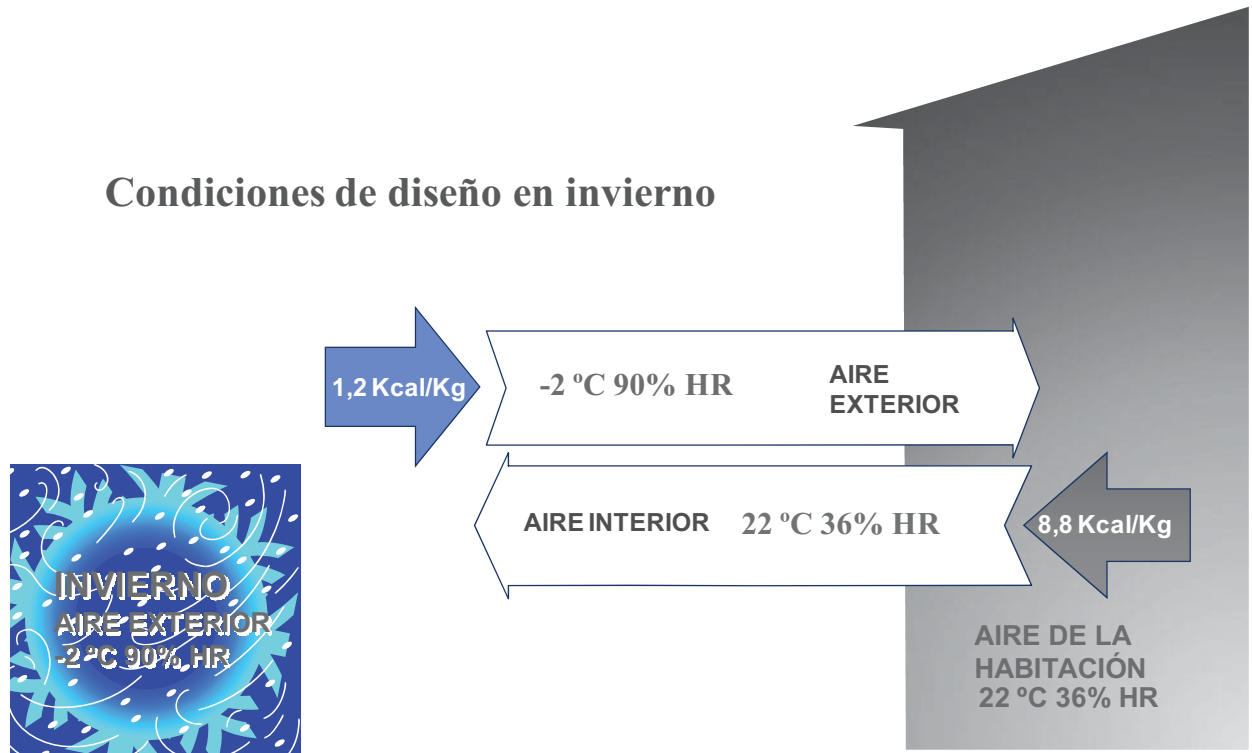 Condiciones de diseño en invierno
1,2 Kcal/Kg
-2 ºC 90% HR
AIRE
EXTERIOR
AIRE INTERIOR
22 ºC 36% HR
8,8 Kcal/Kg
INVIERNO
AIRE EXTERIOR
-2 ºC 90% HR
AIRE DE LA
HABITACIÓN
22 ºC 36% HR